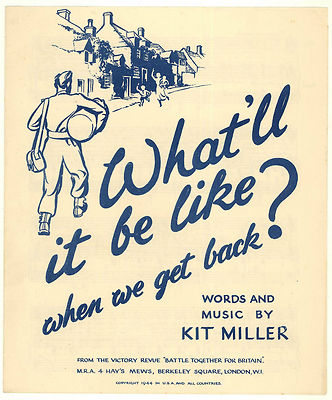 What'll
it be like?
when we get back?
WORDS AND
MUSIC BY
KIT MILLER
FROM THE VICTORY REVUE "BATTLE TOGETHER FOR BRITAIN".
M.R.A. 4 HAY'S MEWS, BERKELEY SQUARE, LONDON, W.I.
COPYRIGHT 1944 IN U.S.A. AND ALL COUNTRIES.